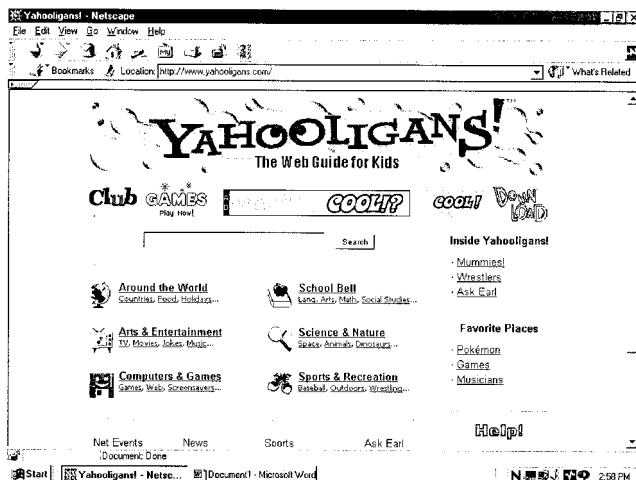 Yahooligans! - Netscape
File Edit View Go Window Help
Bookmarks Location: http://www.yahooligans.com/ What's Related
YAHOOLIGANS! TM
The Web Guide for Kids
Club GAMES Play Now! COOL!? COOL! DOWN LOAD
Search
Inside Yahooligans!
· Mummies!
· Wrestlers
· Ask Earl
Around the World
Countries, Food, Holidays...
School Bell
Lang. Arts, Math, Social Studies...
Arts & Entertainment
TV, Movies, Jokes, Music...
Science & Nature
Space, Animals, Dinosaurs...
Favorite Places
· Pokémon
· Games
· Musicians
Computers & Games
Games, Web, Screensavers...
Sports & Recreation
Baseball, Outdoors, Wrestling...
Help!
Net Events News Sports Ask Earl
Document: Done
Start Yahooligans! - Netsc... Document1 - Microsoft Word 2:58 PM